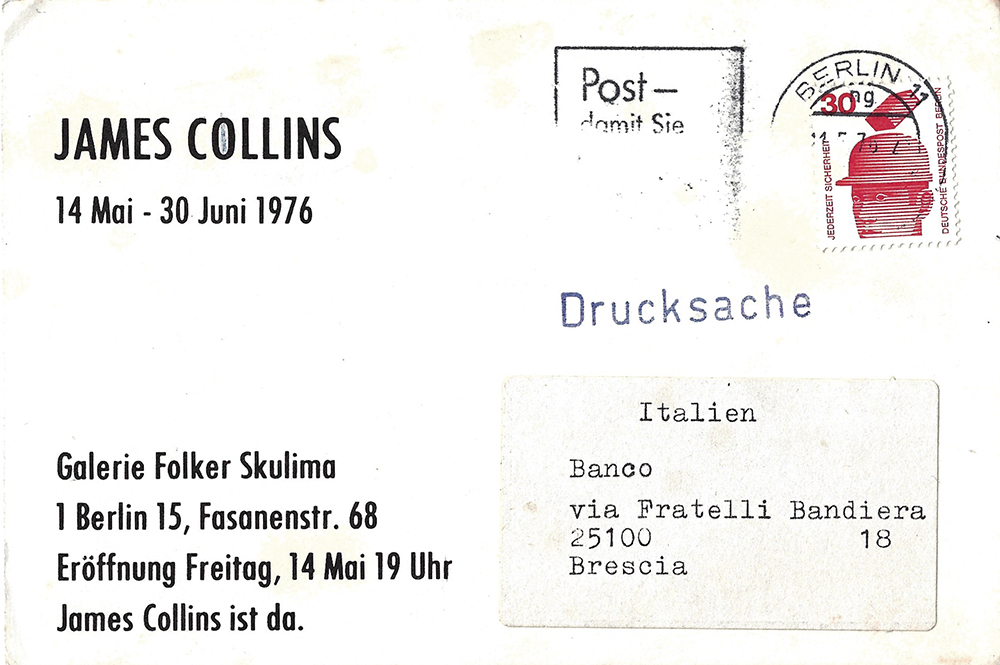 JAMES COLLINS
14 Mai - 30 Juni 1976
Galerie Folker Skulima
1 Berlin 15, Fasanenstr. 68
Eröffnung Freitag, 14 Mai 19 Uhr
James Collins ist da.
Post—
damit Sie
BERLIN 11
30
JEDERZEIT SICHERHEIT
DEUTSCHE BUNDESPOST BERLIN
Drucksache
Italien
Banco
via Fratelli Bandiera
25100 18
Brescia